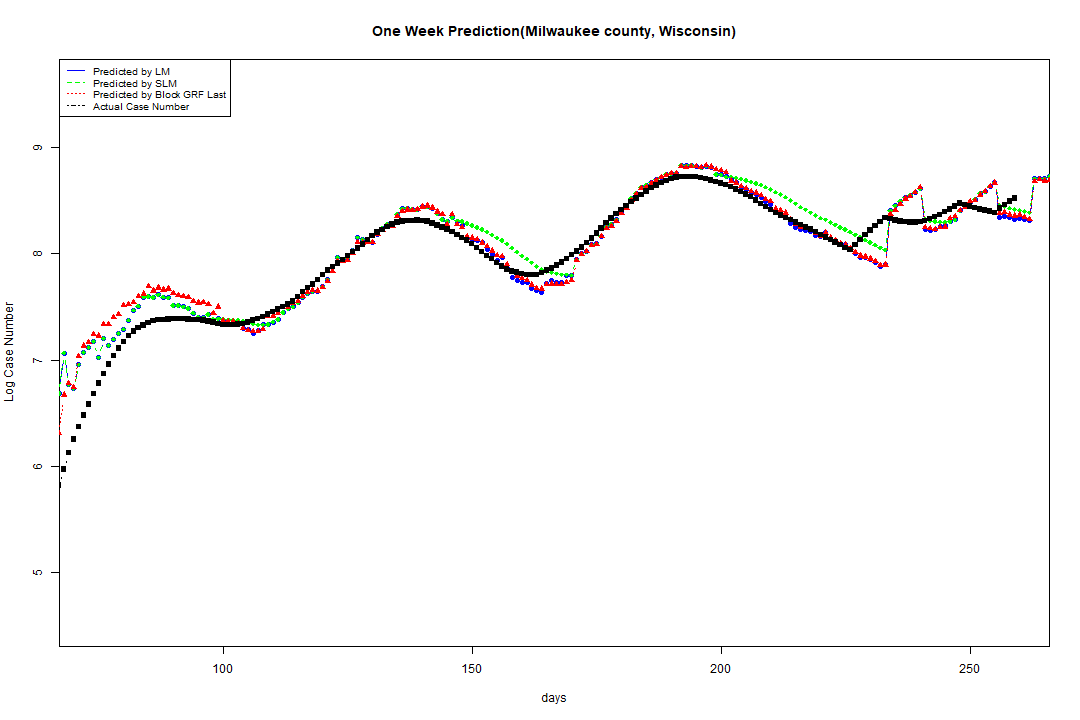 One Week Prediction(Milwaukee county, Wisconsin)
Predicted by LM
Predicted by SLM
Predicted by Block GRF Last
Actual Case Number
9
8
7
6
5
Log Case Number
100 150 200 250
days